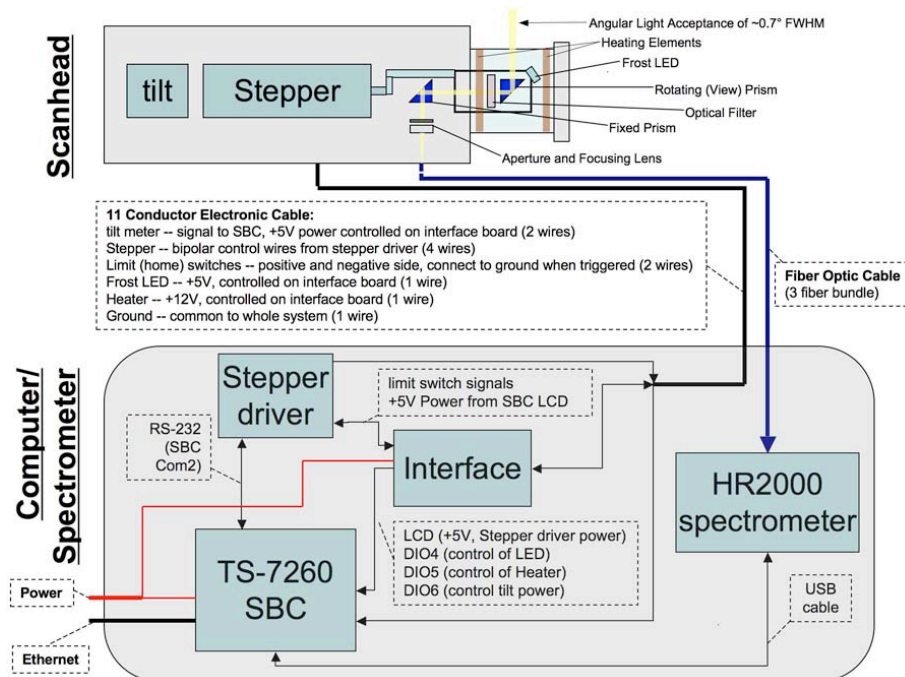 Scanhead
Angular Light Acceptance of ~0.7° FWHM
Heating Elements
Frost LED
Rotating (View) Prism
Optical Filter
Fixed Prism
Aperture and Focusing Lens
tilt
Stepper
11 Conductor Electronic Cable:
tilt meter -- signal to SBC, +5V power controlled on interface board (2 wires)
Stepper -- bipolar control wires from stepper driver (4 wires)
Limit (home) switches -- positive and negative side, connect to ground when triggered (2 wires)
Frost LED -- +5V, controlled on interface board (1 wire)
Heater -- +12V, controlled on interface board (1 wire)
Ground -- common to whole system (1 wire)
Fiber Optic Cable
(3 fiber bundle)
Computer/
Spectrometer
Stepper
driver
limit switch signals
+5V Power from SBC LCD
RS-232
(SBC
Com2)
Interface
HR2000
spectrometer
LCD (+5V, Stepper driver power)
DIO4 (control of LED)
DIO5 (control of Heater)
DIO6 (control tilt power)
TS-7260
SBC
USB
cable
Power
Ethernet